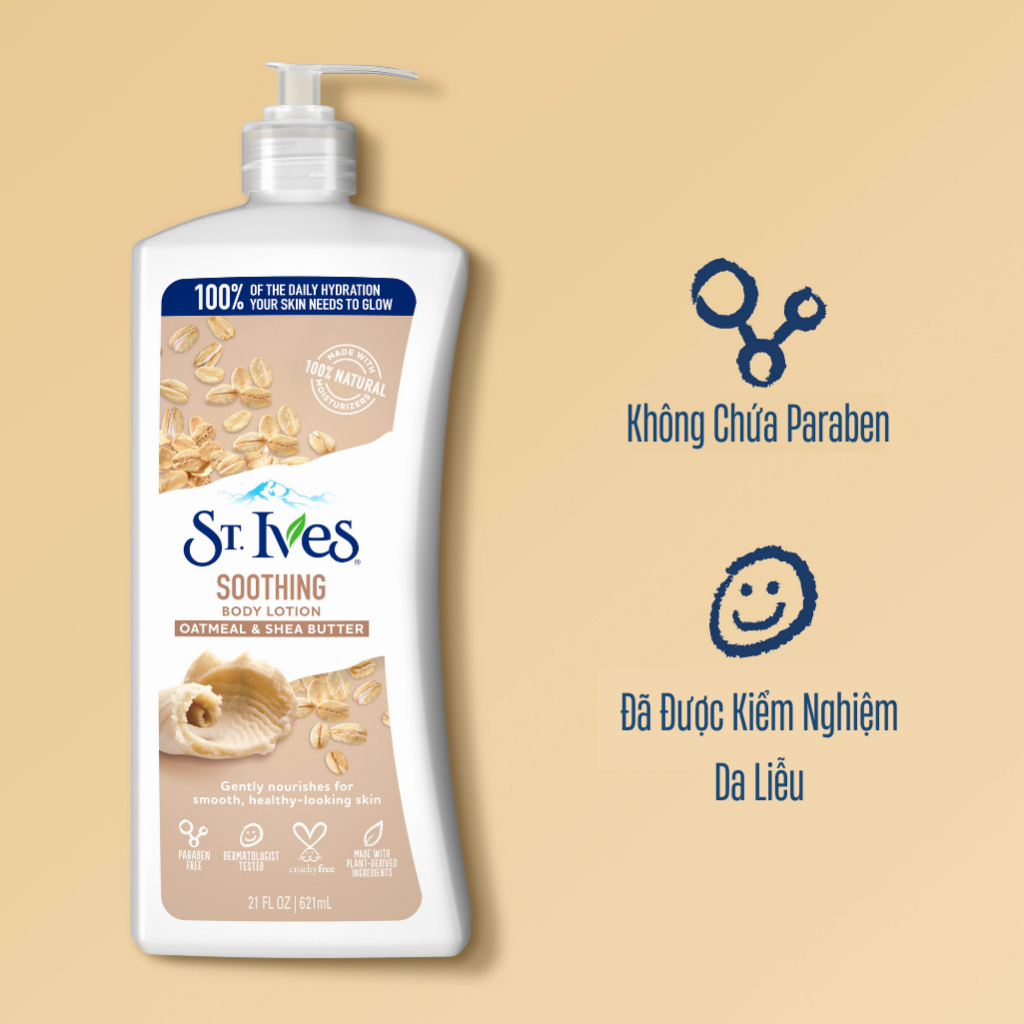 100% OF THE DAILY HYDRATION
YOUR SKIN NEEDS TO GLOW
MADE WITH
100% NATURAL
MOISTURIZERS
ST. IVES®
SOOTHING
BODY LOTION
OATMEAL & SHEA BUTTER
Gently nourishes for
smooth, healthy-looking skin
PARABEN
FREE
DERMATOLOGIST
TESTED
crueltyfree
MADE WITH
PLANT-DERIVED
INGREDIENTS
21 FL OZ | 621mL
Không Chứa Paraben
Đã Được Kiểm Nghiệm
Da Liễu